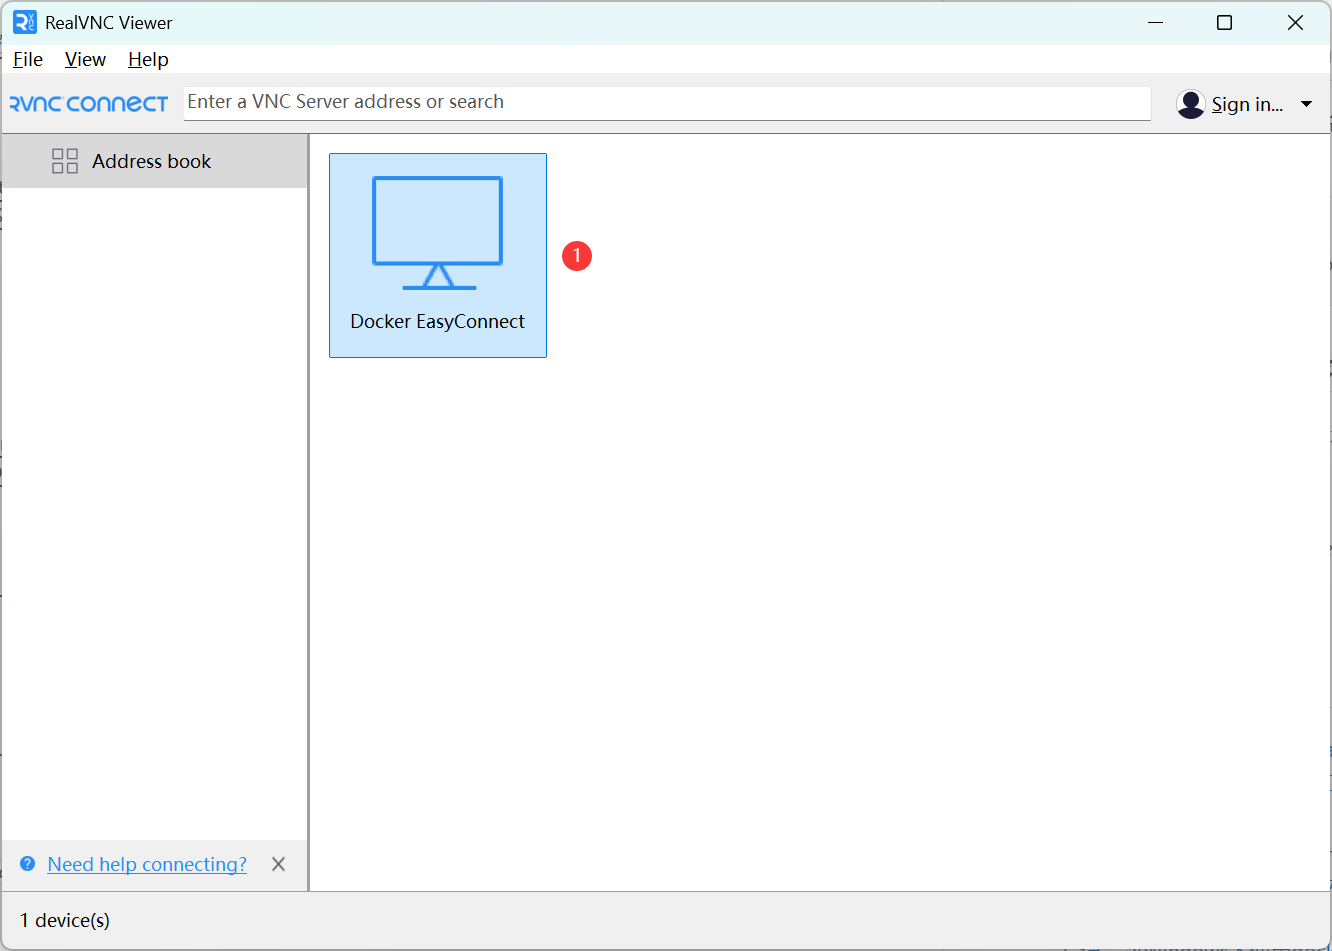 RealVNC Viewer
File View Help
RVNC CONNECT
Enter a VNC Server address or search
Sign in...
Address book
Docker EasyConnect
1
Need help connecting?
1 device(s)